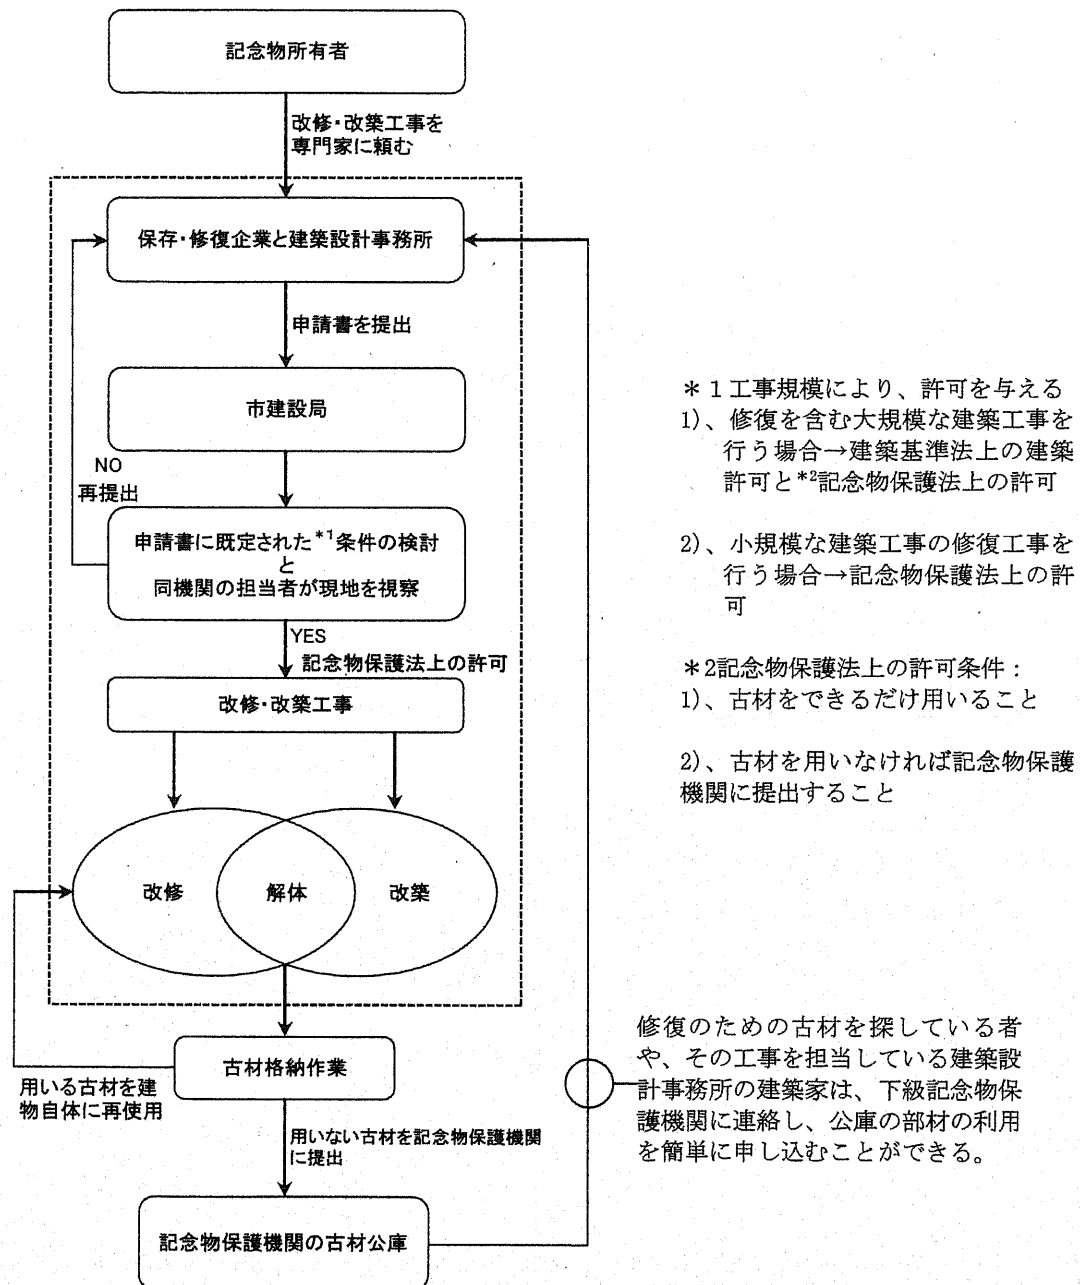 記念物所有者
改修・改築工事を
専門家に頼む
保存・修復企業と建築設計事務所
申請書を提出
市建設局
NO
再提出
申請書に既定された*1条件の検討
と
同機関の担当者が現地を視察
YES
記念物保護法上の許可
改修・改築工事
改修
解体
改築
古材格納作業
用いる古材を建
物自体に再使用
用いない古材を記念物保護機関
に提出
記念物保護機関の古材公庫
*1工事規模により、許可を与える
1)、修復を含む大規模な建築工事を
行う場合→建築基準法上の建築
許可と*2記念物保護法上の許可
2)、小規模な建築工事の修復工事を
行う場合→記念物保護法上の許
可
*2記念物保護法上の許可条件:
1)、古材をできるだけ用いること
2)、古材を用いなければ記念物保護
機関に提出すること
修復のための古材を探している者
や、その工事を担当している建築設
計事務所の建築家は、下級記念物保
護機関に連絡し、公庫の部材の利用
を簡単に申し込むことができる。